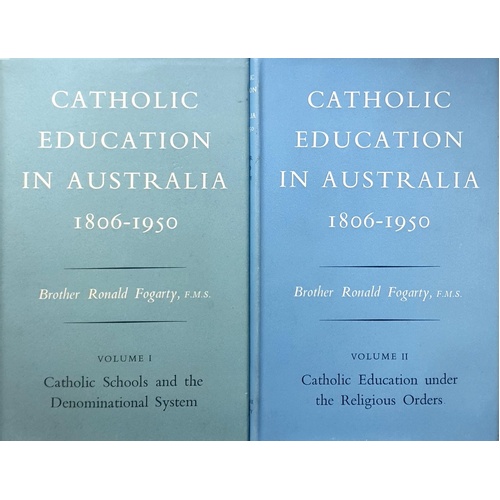 CATHOLIC
EDUCATION
IN AUSTRALIA
1806-1950
Brother Ronald Fogarty, F.M.S.
VOLUME I
Catholic Schools and the
Denominational System
CATHOLIC
EDUCATION
IN AUSTRALIA
1806-1950
Brother Ronald Fogarty, F.M.S.
VOLUME II
Catholic Education under
the Religious Orders